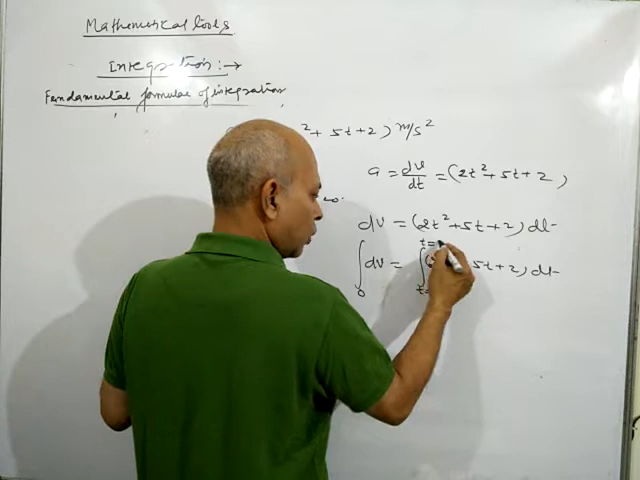 Mathematical tools
Integration:→
Fundamental formulae of integration
2 + 5t + 2) m/s²
a = dv/dt = (2t² + 5t + 2)
dv = (2t² + 5t + 2) dt
t=
∫ dv = ∫ 5t + 2) dt
0 t=